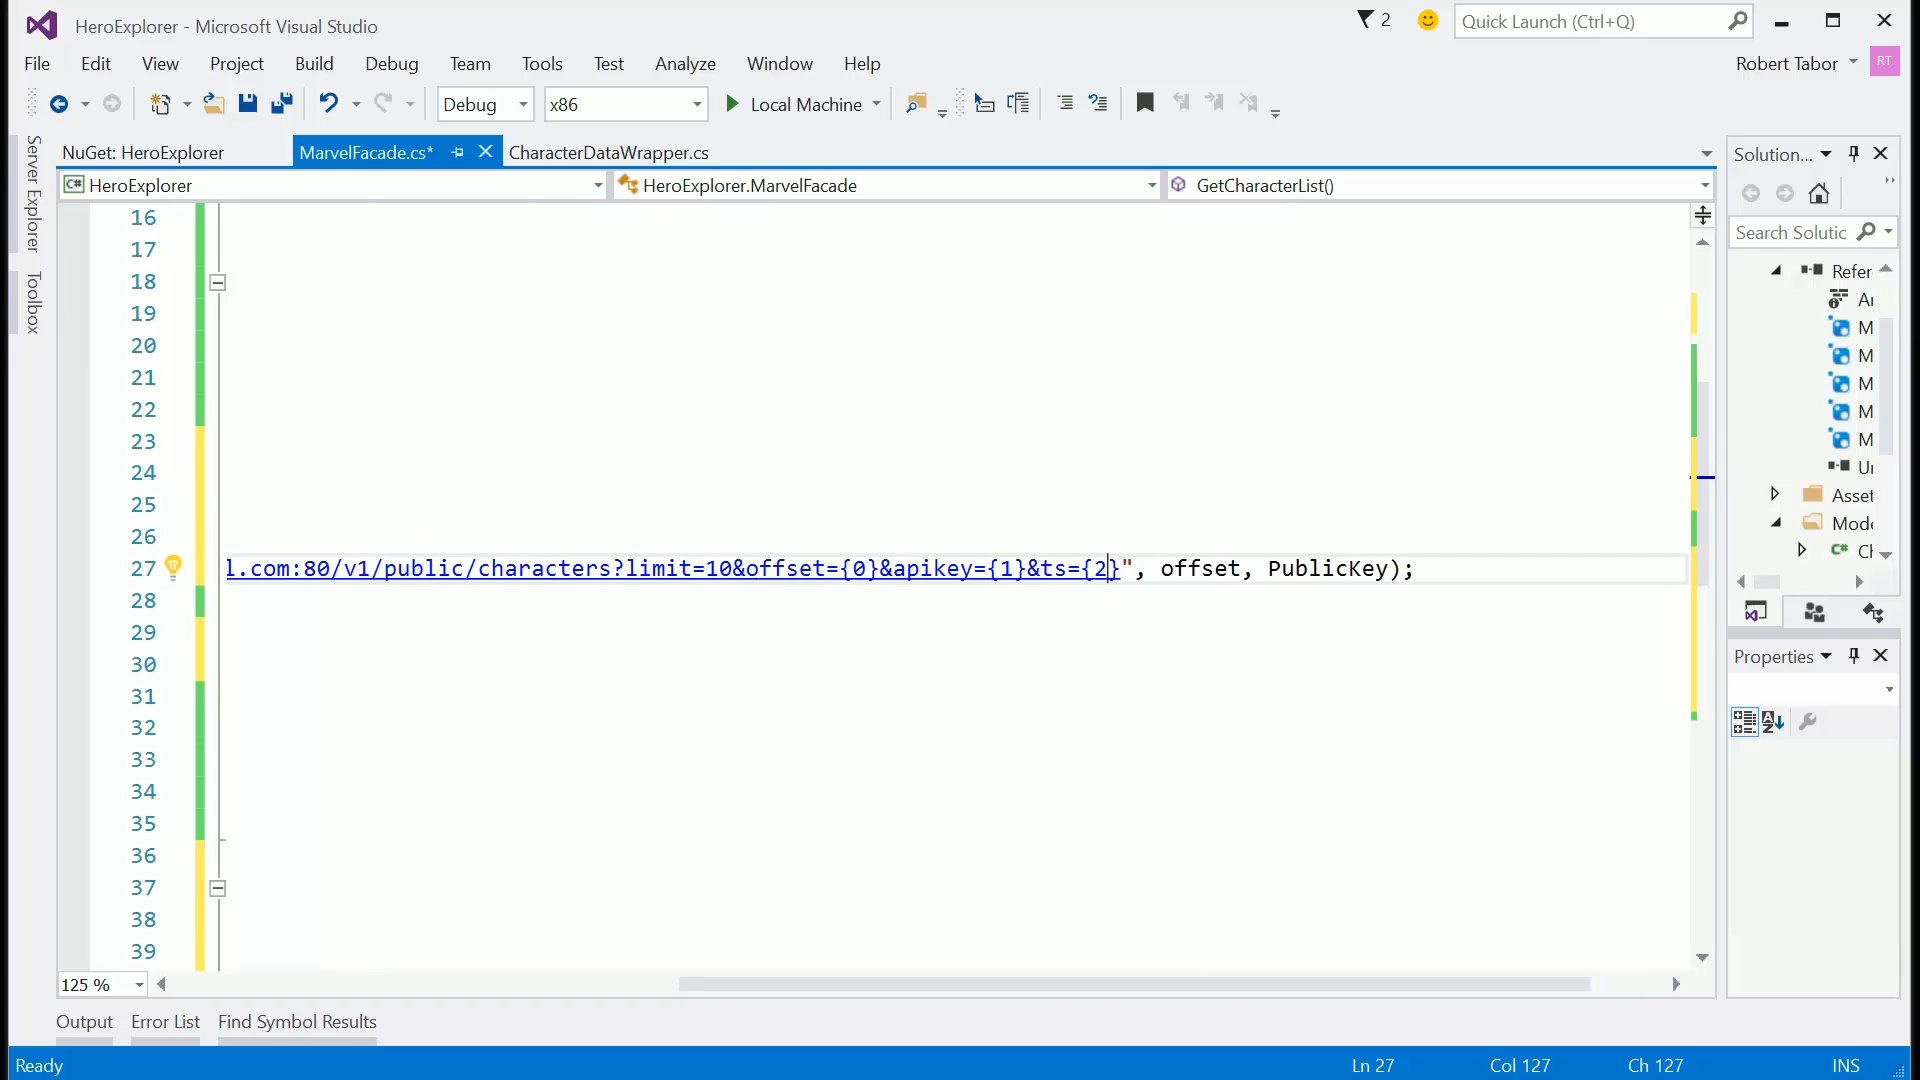 HeroExplorer - Microsoft Visual Studio
2
Quick Launch (Ctrl+Q)
File Edit View Project Build Debug Team Tools Test Analyze Window Help
Robert Tabor RT
Debug x86 Local Machine
Server Explorer
Toolbox
NuGet: HeroExplorer MarvelFacade.cs* CharacterDataWrapper.cs
C# HeroExplorer HeroExplorer.MarvelFacade GetCharacterList()
16
17
18
19
20
21
22
23
24
25
26
27 l.com:80/v1/public/characters?limit=10&offset={0}&apikey={1}&ts={2}", offset, PublicKey);
28
29
30
31
32
33
34
35
36
37
38
39
125 %
Solution...
Search Solutic
Refer
M
M
M
M
M
Asset
Mode
C#
Properties
Output Error List Find Symbol Results
Ready Ln 27 Col 127 Ch 127 INS